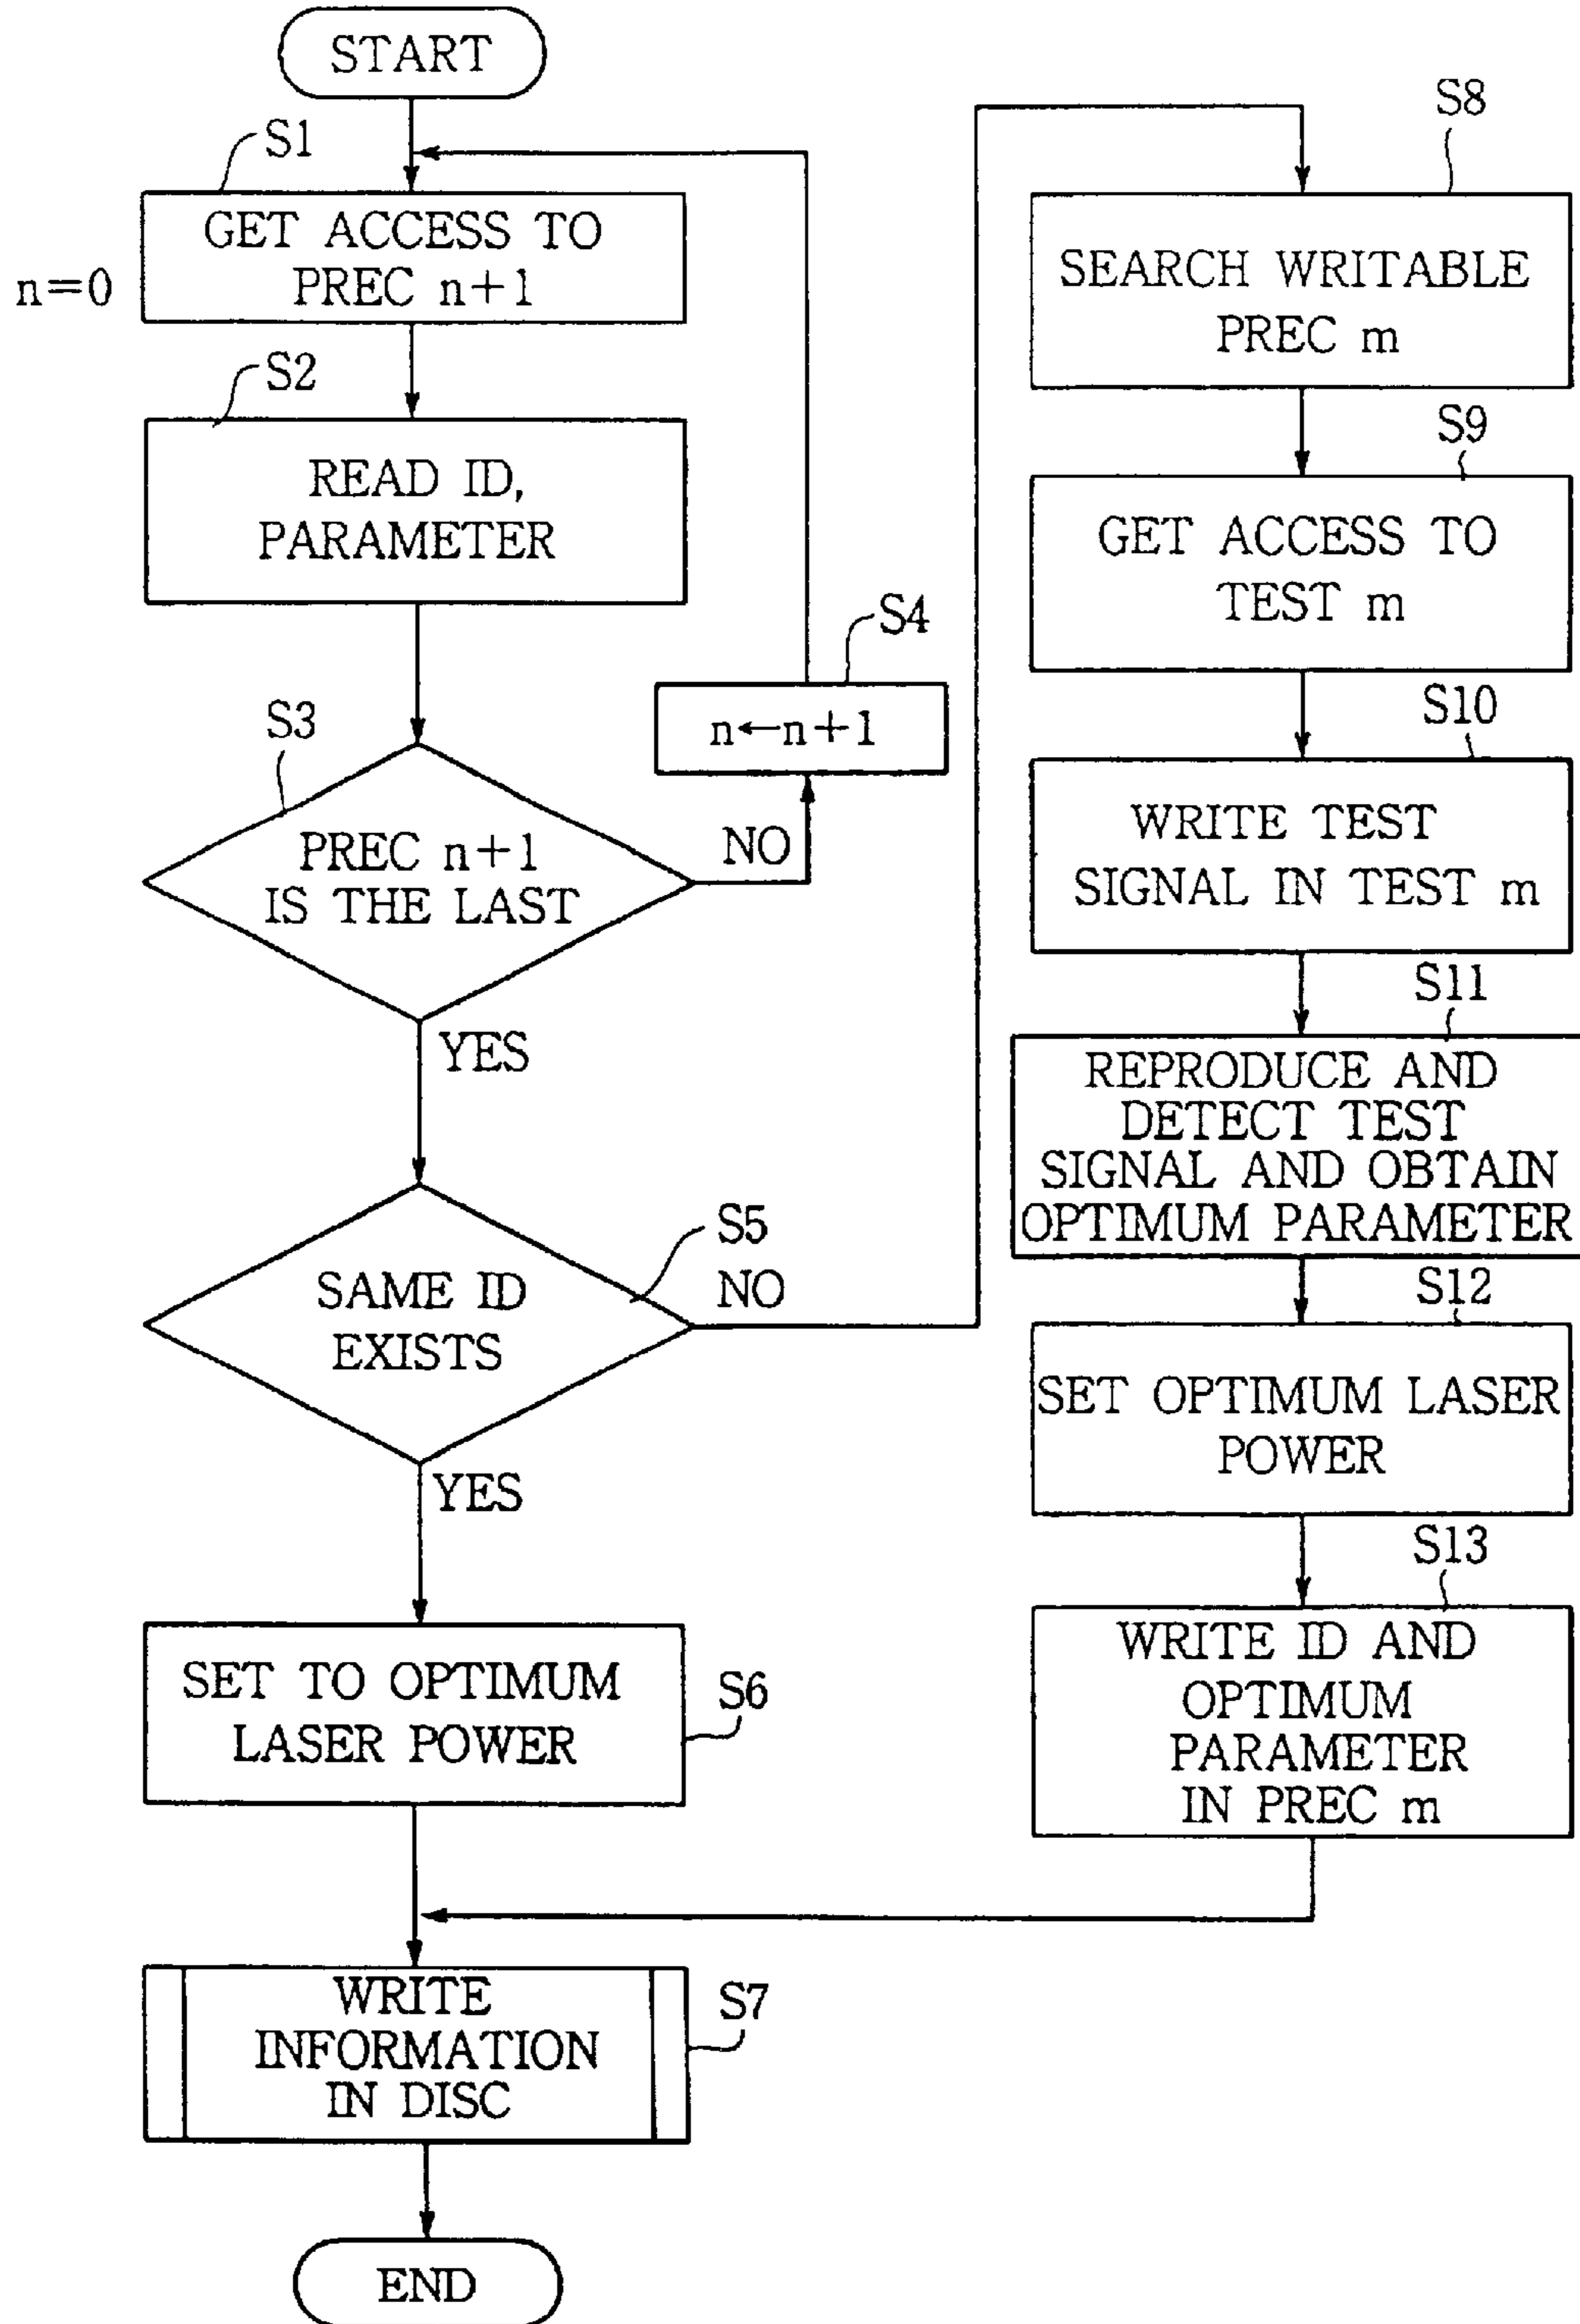 START
S1
GET ACCESS TO
PREC n+1
n=0
S2
READ ID,
PARAMETER
S3
PREC n+1
IS THE LAST
NO
S4
n←n+1
YES
S5
SAME ID
EXISTS
NO
YES
SET TO OPTIMUM
LASER POWER
S6
WRITE
INFORMATION
IN DISC
S7
END
S8
SEARCH WRITABLE
PREC m
S9
GET ACCESS TO
TEST m
S10
WRITE TEST
SIGNAL IN TEST m
S11
REPRODUCE AND
DETECT TEST
SIGNAL AND OBTAIN
OPTIMUM PARAMETER
S12
SET OPTIMUM LASER
POWER
S13
WRITE ID AND
OPTIMUM
PARAMETER
IN PREC m